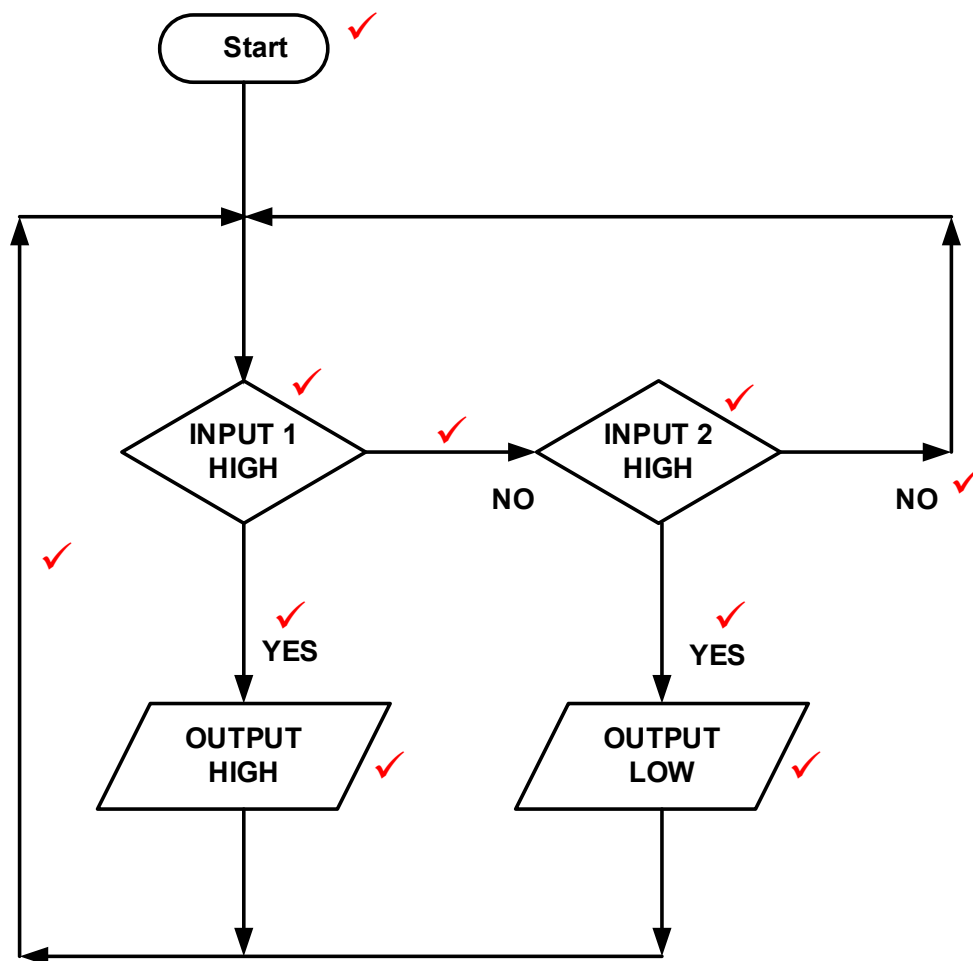 Start
INPUT 1
HIGH
NO
INPUT 2
HIGH
NO
YES
YES
OUTPUT
HIGH
OUTPUT
LOW